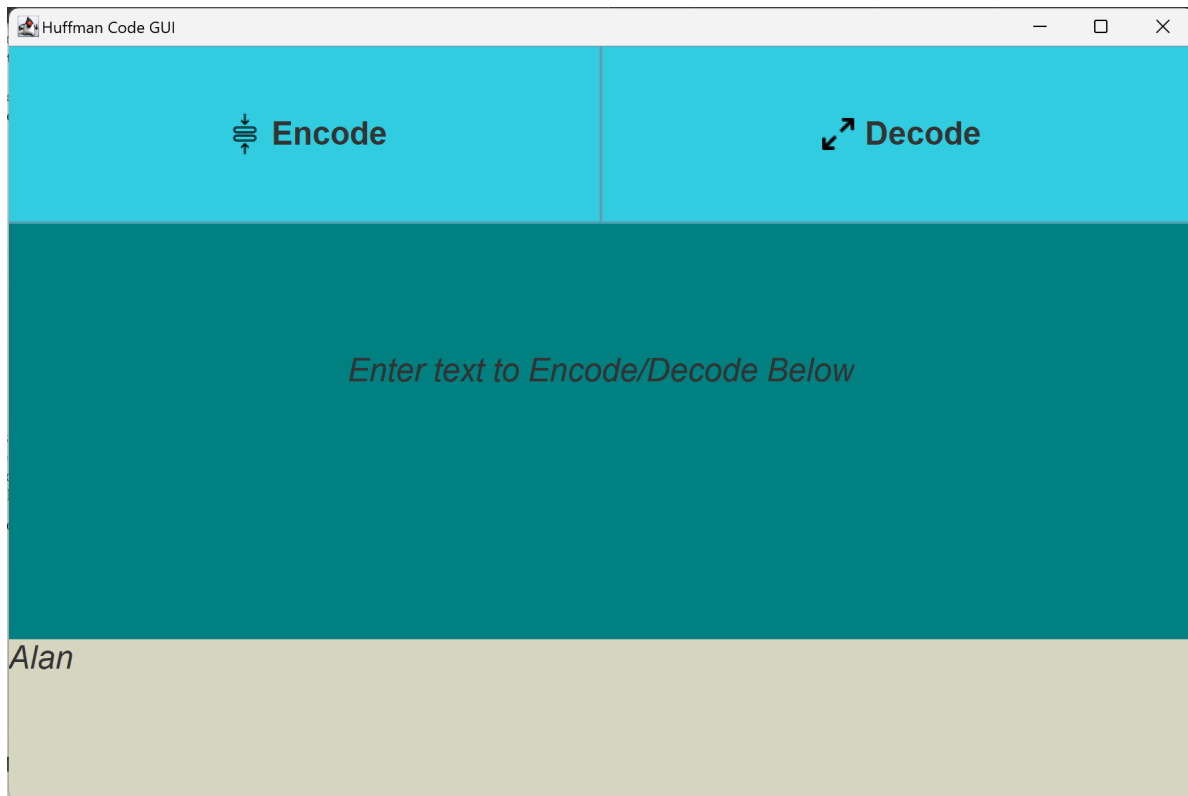 Huffman Code GUI
Encode
Decode
Enter text to Encode/Decode Below
Alan